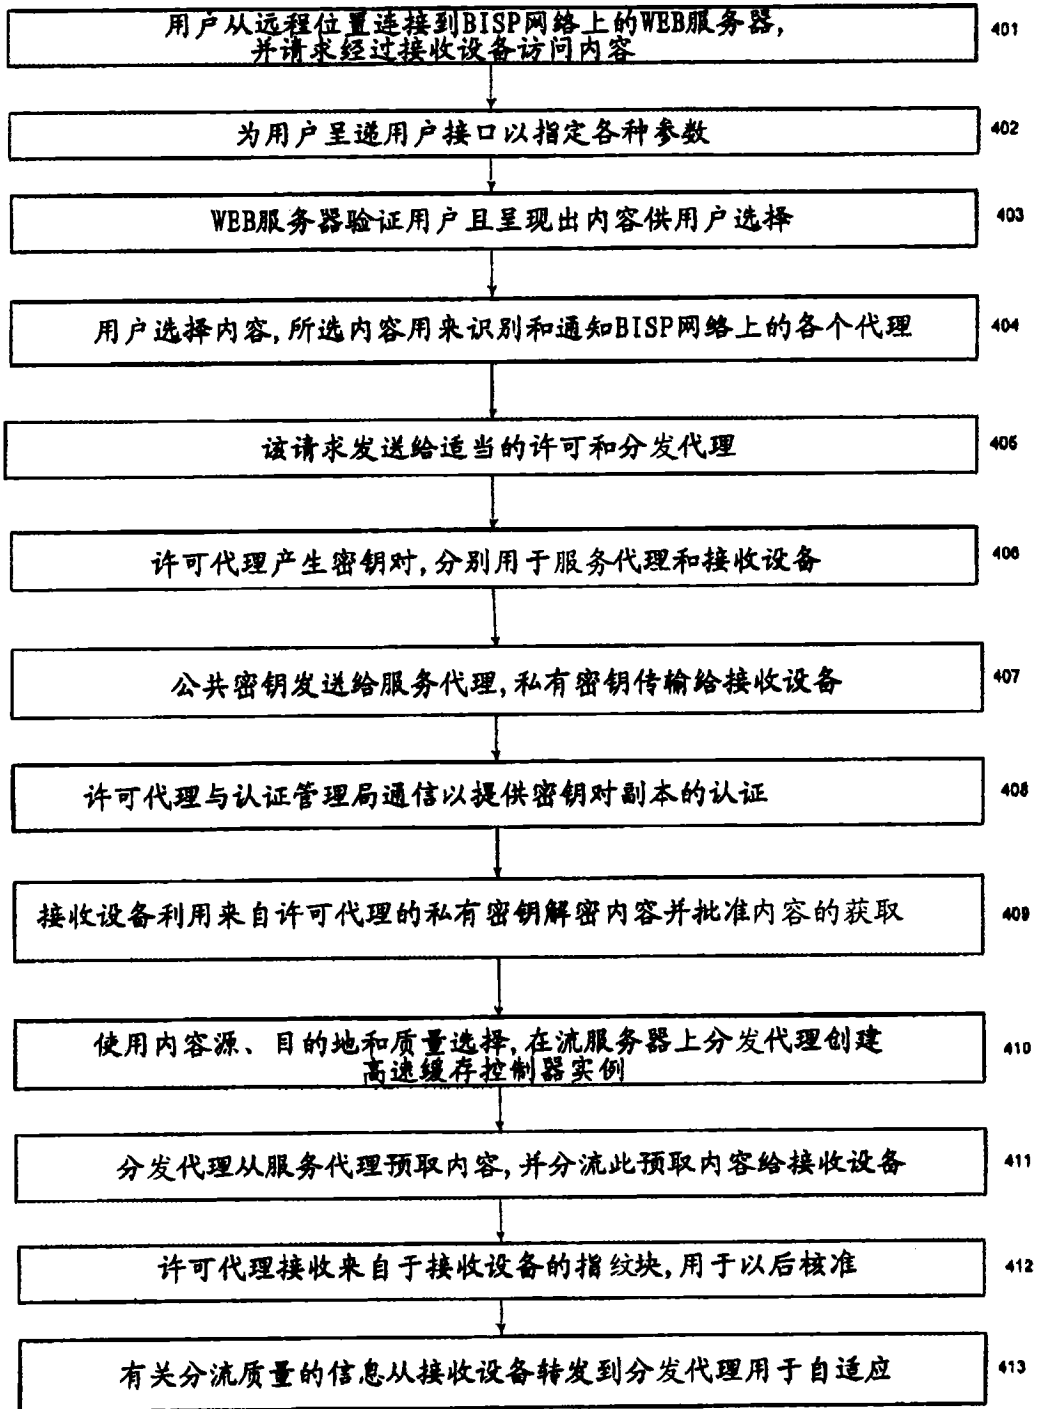 用户从远程位置连接到BISP网络上的WEB服务器,
并请求经过接收设备访问内容
401
为用户呈递用户接口以指定各种参数
402
WEB服务器验证用户且呈现出内容供用户选择
403
用户选择内容,所选内容用来识别和通知BISP网络上的各个代理
404
该请求发送给适当的许可和分发代理
405
许可代理产生密钥对,分别用于服务代理和接收设备
406
公共密钥发送给服务代理,私有密钥传输给接收设备
407
许可代理与认证管理局通信以提供密钥对副本的认证
408
接收设备利用来自许可代理的私有密钥解密内容并批准内容的获取
409
使用内容源、目的地和质量选择,在流服务器上分发代理创建
高速缓存控制器实例
410
分发代理从服务代理预取内容,并分流此预取内容给接收设备
411
许可代理接收来自于接收设备的指纹块,用于以后核准
412
有关分流质量的信息从接收设备转发到分发代理用于自适应
413